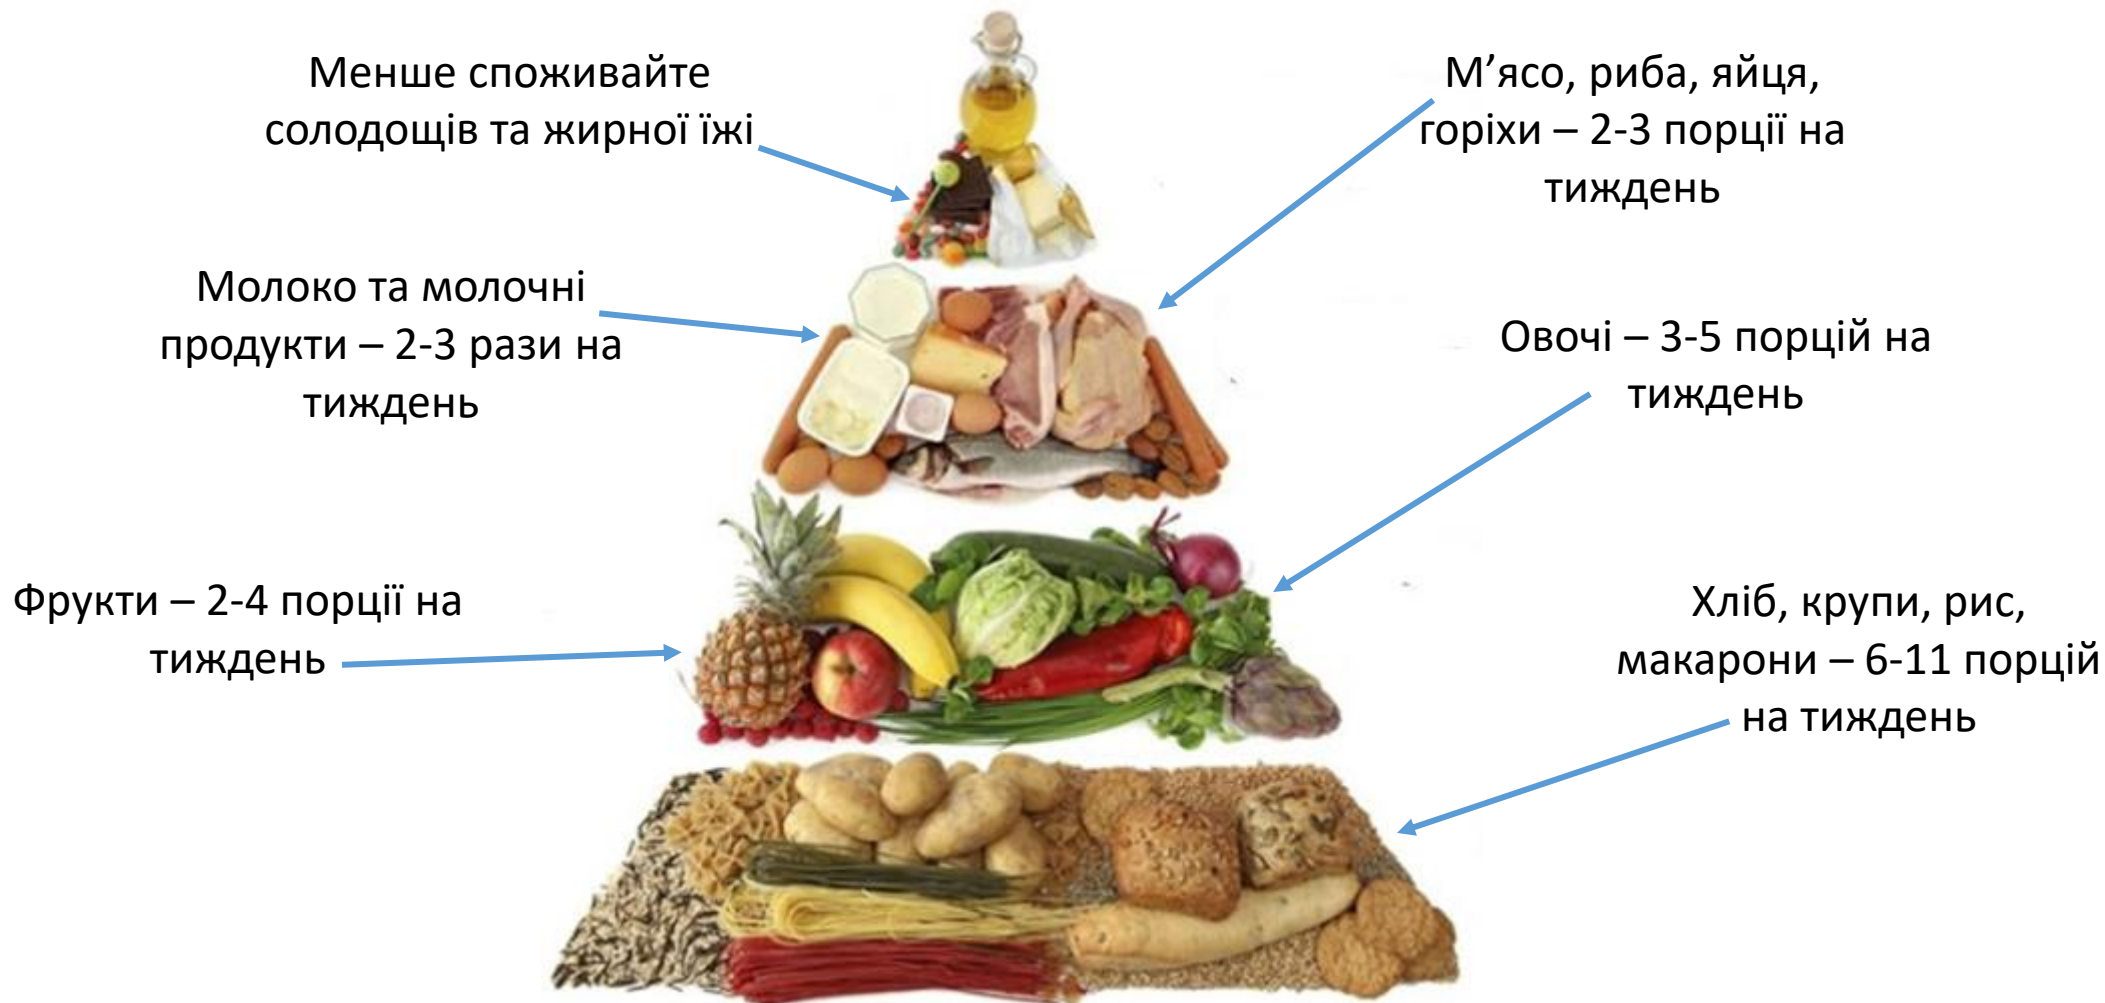 Менше споживайте
солодощів та жирної їжі
М’ясо, риба, яйця,
горіхи – 2-3 порції на
тиждень
Молоко та молочні
продукти – 2-3 рази на
тиждень
Овочі – 3-5 порцій на
тиждень
Фрукти – 2-4 порції на
тиждень
Хліб, крупи, рис,
макарони – 6-11 порцій
на тиждень